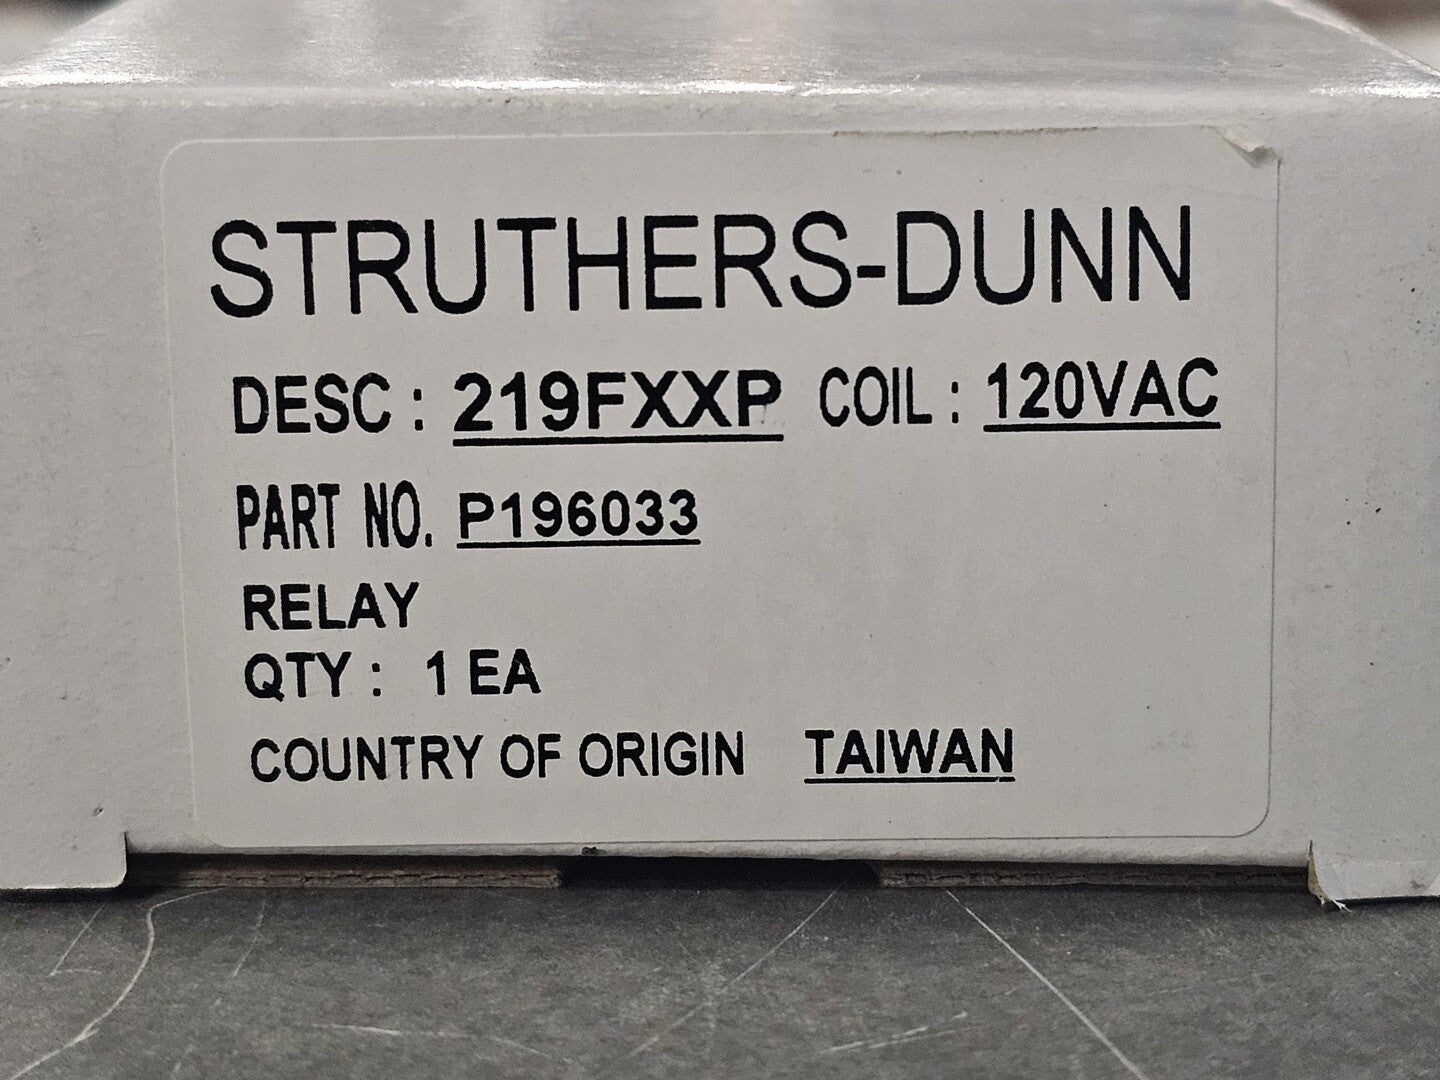 STRUTHERS-DUNN
DESC : 219FXXP COIL : 120VAC
PART NO. P196033
RELAY
QTY : 1 EA
COUNTRY OF ORIGIN TAIWAN